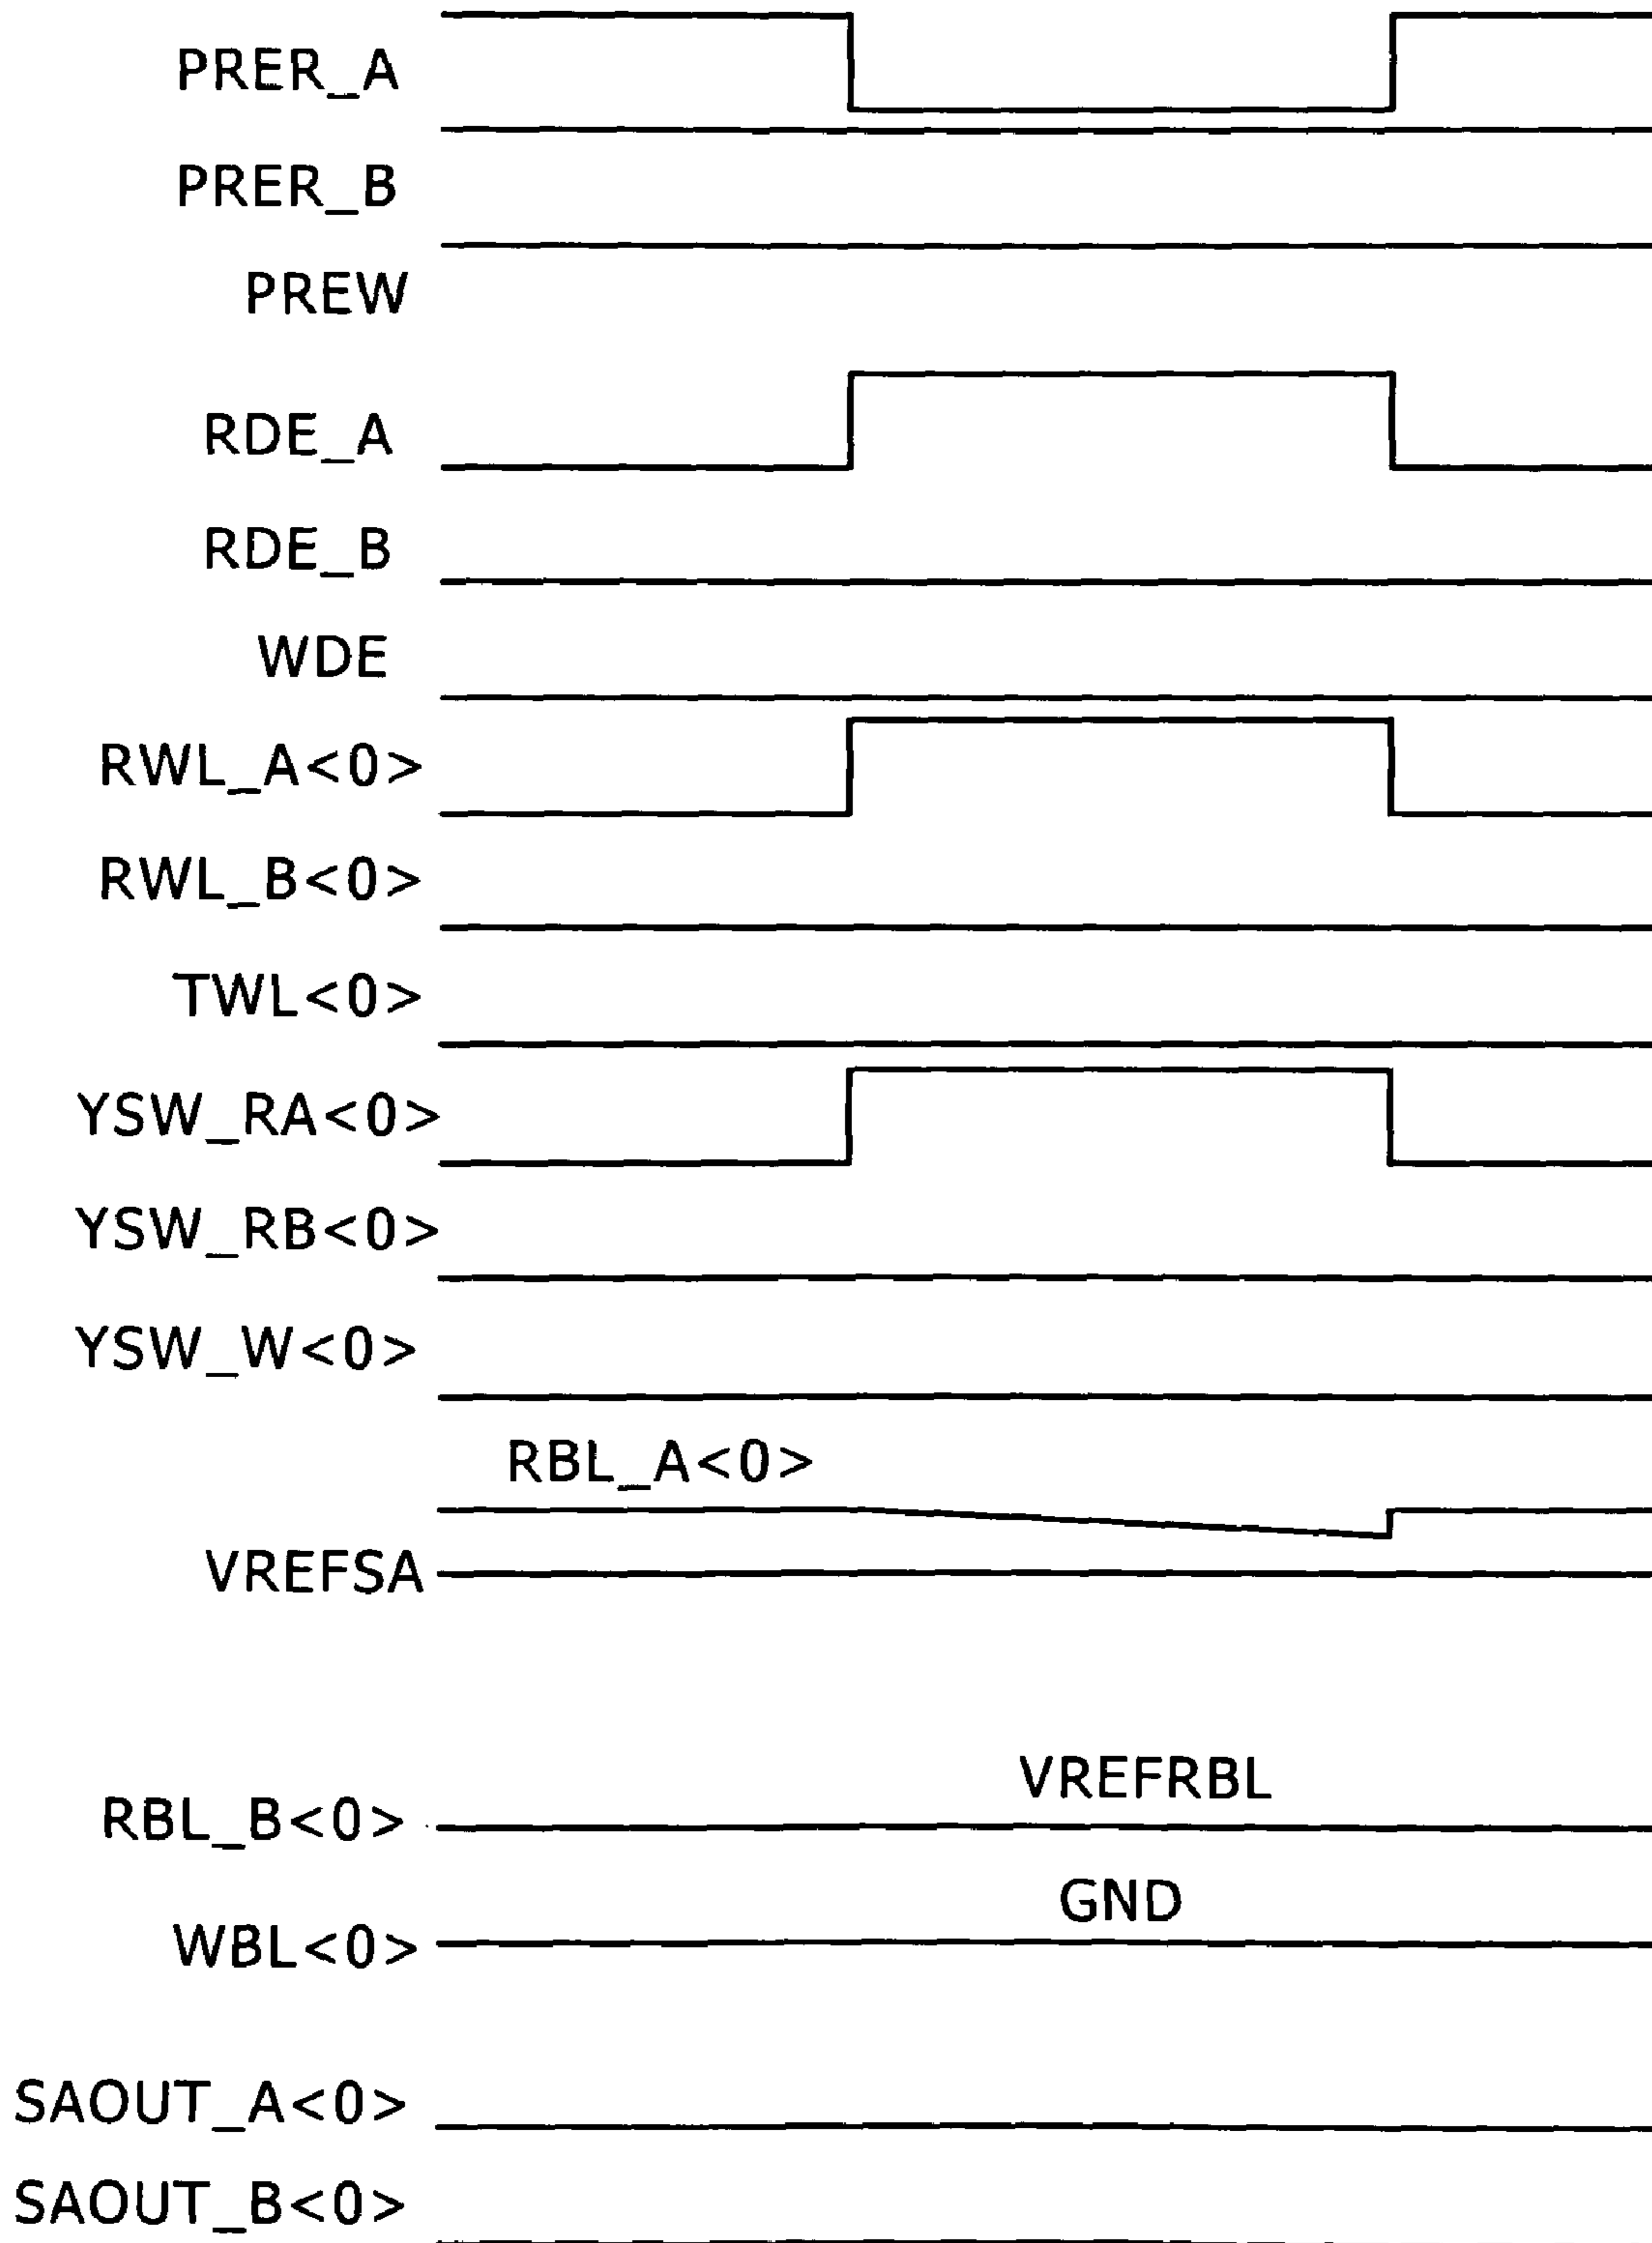 PRER_A
PRER_B
PREW
RDE_A
RDE_B
WDE
RWL_A<0>
RWL_B<0>
TWL<0>
YSW_RA<0>
YSW_RB<0>
YSW_W<0>
RBL_A<0>
VREFSA
VREFRBL
RBL_B<0>
GND
WBL<0>
SAOUT_A<0>
SAOUT_B<0>